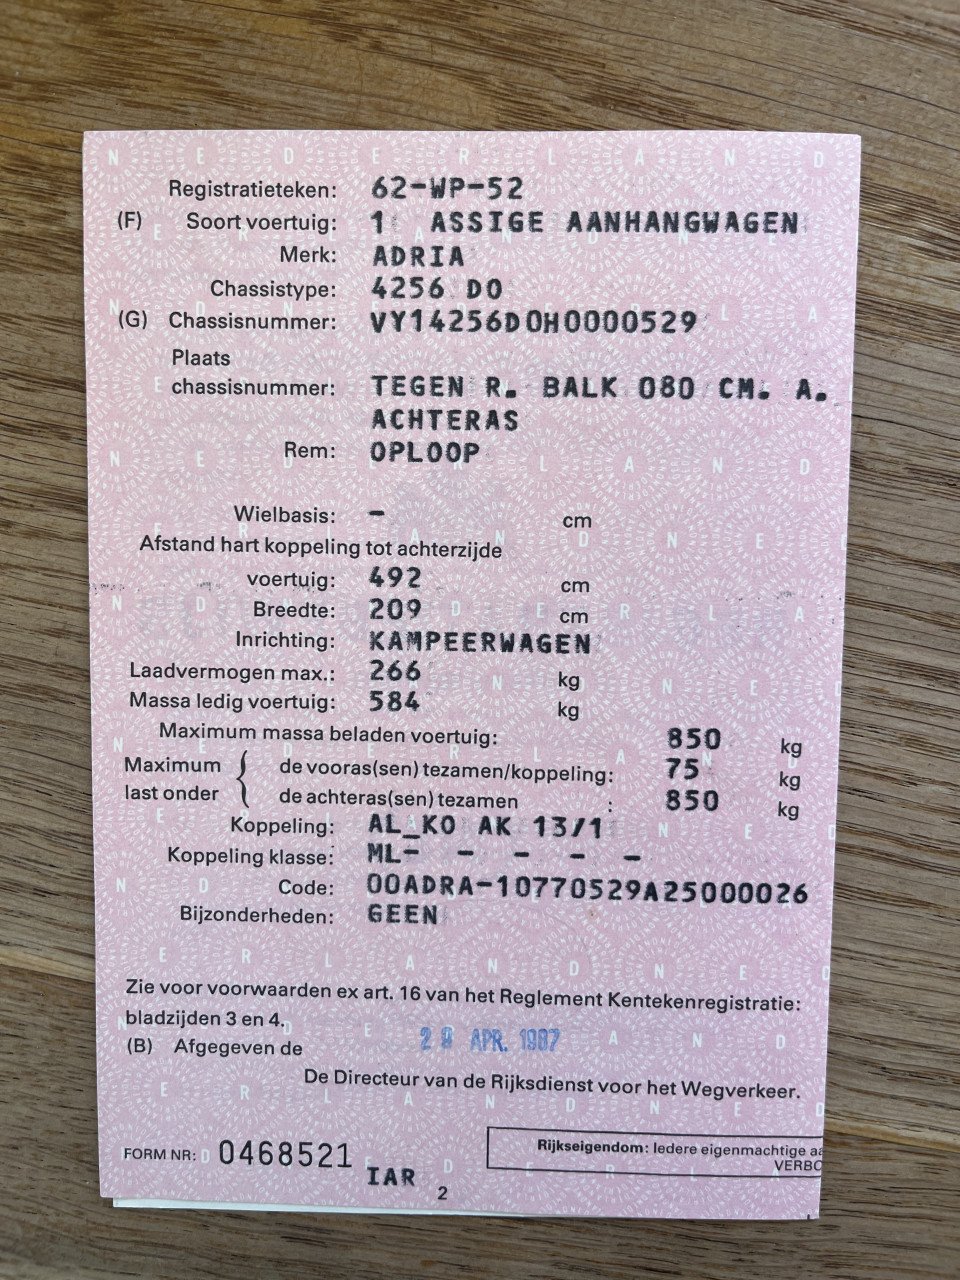 Registratieteken: 62-WP-52
(F) Soort voertuig: 1 ASSIGE AANHANGWAGEN
Merk: ADRIA
Chassistype: 4256 DO
(G) Chassisnummer: VY14256DOH0000529
Plaats
chassisnummer: TEGEN R. BALK 080 CM. A.
ACHTERAS
Rem: OPLOOP
Wielbasis: - cm
Afstand hart koppeling tot achterzijde
voertuig: 492 cm
Breedte: 209 cm
Inrichting: KAMPEERWAGEN
Laadvermogen max.: 266 kg
Massa ledig voertuig: 584 kg
Maximum massa beladen voertuig: 850 kg
Maximum last onder { de vooras(sen) tezamen/koppeling: 75 kg
de achteras(sen) tezamen : 850 kg
Koppeling: AL_KO AK 13/1
Koppeling klasse: ML- - - - -
Code: 00ADRA-10770529A25000026
Bijzonderheden: GEEN
Zie voor voorwaarden ex art. 16 van het Reglement Kentekenregistratie:
bladzijden 3 en 4.
(B) Afgegeven de 29 APR. 1987
De Directeur van de Rijksdienst voor het Wegverkeer.
FORM NR: 0468521
IAR
2
Rijkseigendom: Iedere eigenmachtige aa
VERBO